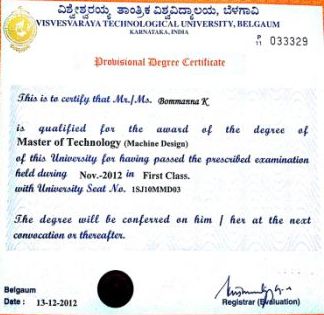 ವಿಶ್ವೇಶ್ವರಯ್ಯ ತಾಂತ್ರಿಕ ವಿಶ್ವವಿದ್ಯಾಲಯ, ಬೆಳಗಾವಿ
VISVESVARAYA TECHNOLOGICAL UNIVERSITY, BELGAUM
KARNATAKA, INDIA
P 11 033329
Provisional Degree Certificate
This is to certify that Mr./Ms. Bommanna K
is qualified for the award of the degree of
Master of Technology (Machine Design)
of this University for having passed the prescribed examination
held during Nov.-2012 in First Class.
with University Seat No. 1SJ10MMD03
The degree will be conferred on him / her at the next
convocation or thereafter.
Belgaum
Date : 13-12-2012
Registrar (Evaluation)